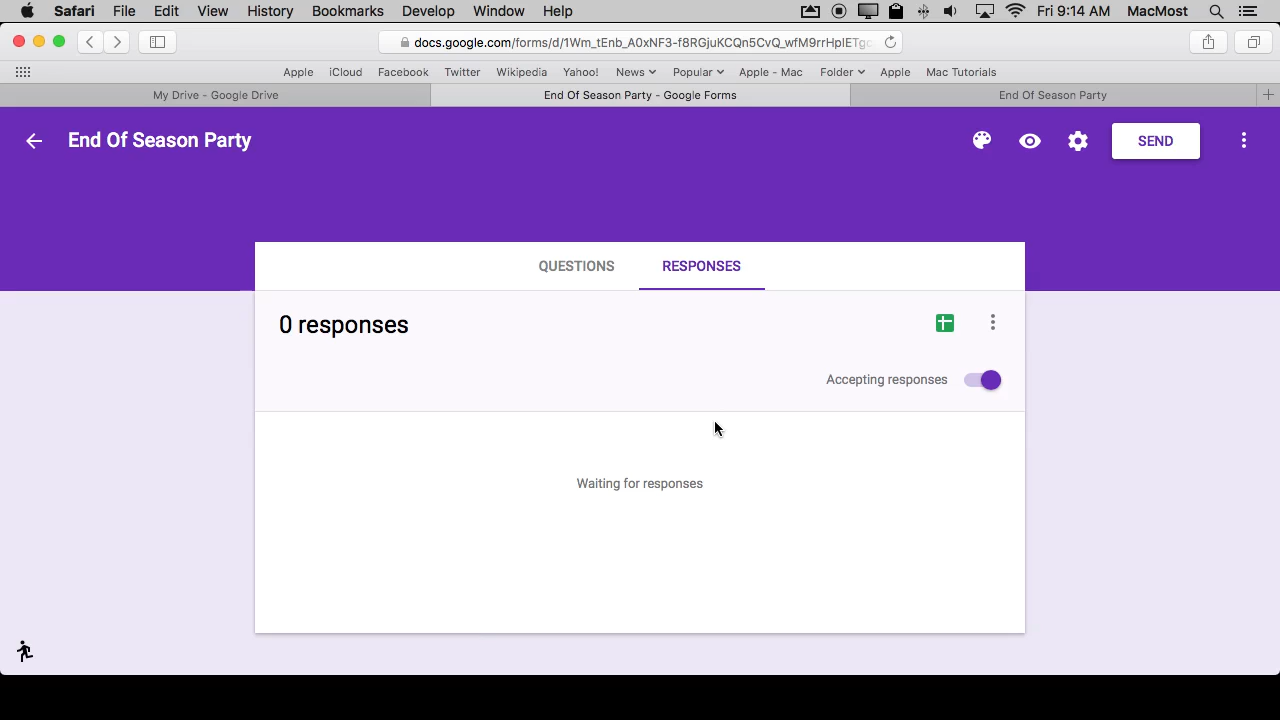 Safari File Edit View History Bookmarks Develop Window Help Fri 9:14 AM MacMost
docs.google.com/forms/d/1Wm_tEnb_A0xNF3-f8RGjuKCQn5CvQ_wfM9rrHpIETgc
Apple iCloud Facebook Twitter Wikipedia Yahoo! News Popular Apple - Mac Folder Apple Mac Tutorials
My Drive - Google Drive End Of Season Party - Google Forms End Of Season Party
End Of Season Party SEND
QUESTIONS RESPONSES
0 responses
Accepting responses
Waiting for responses